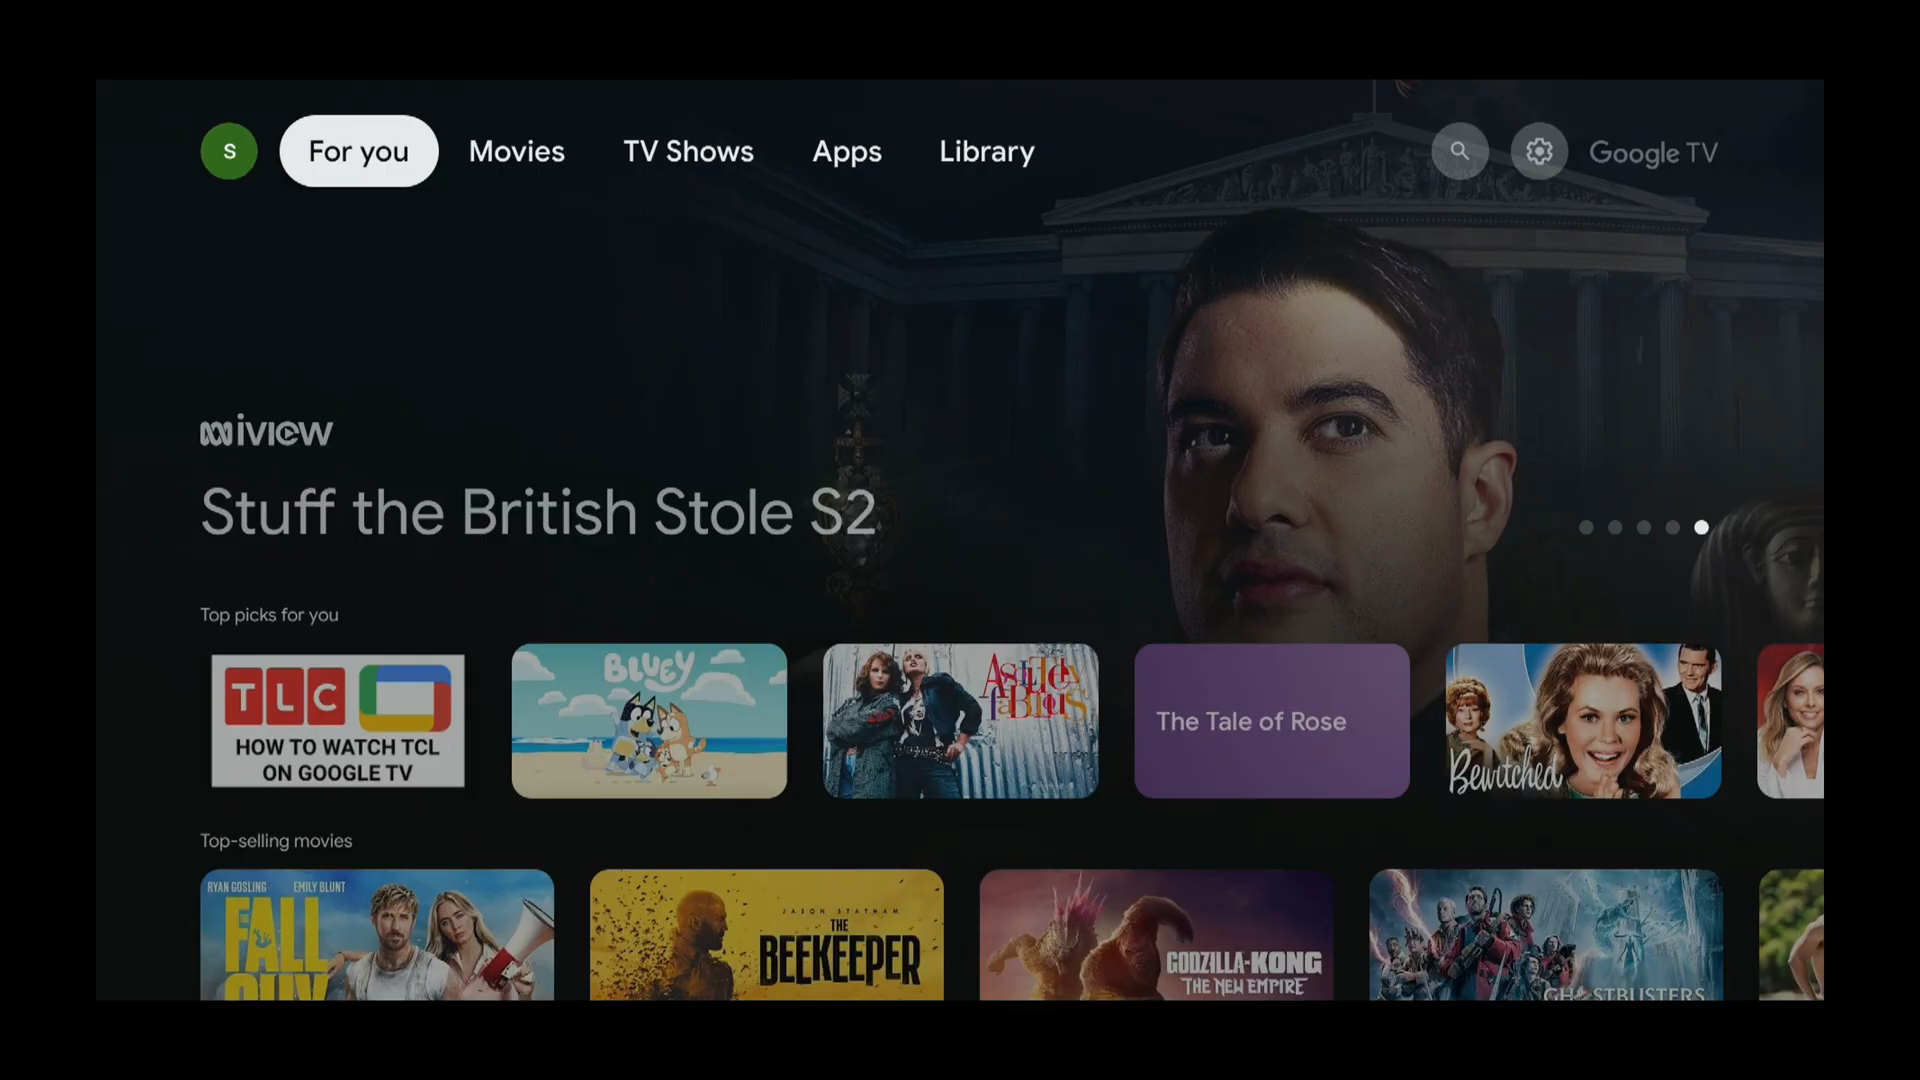 S
For you
Movies
TV Shows
Apps
Library
Google TV
iview
Stuff the British Stole S2
Top picks for you
TLC
HOW TO WATCH TCL
ON GOOGLE TV
BLUEY
The Tale of Rose
Bewitched
Top-selling movies
RYAN GOSLING EMILY BLUNT
FALL
GUY
JASON STATHAM
THE
BEEKEEPER
GODZILLA-KONG
THE NEW EMPIRE
GHOSTBUSTERS